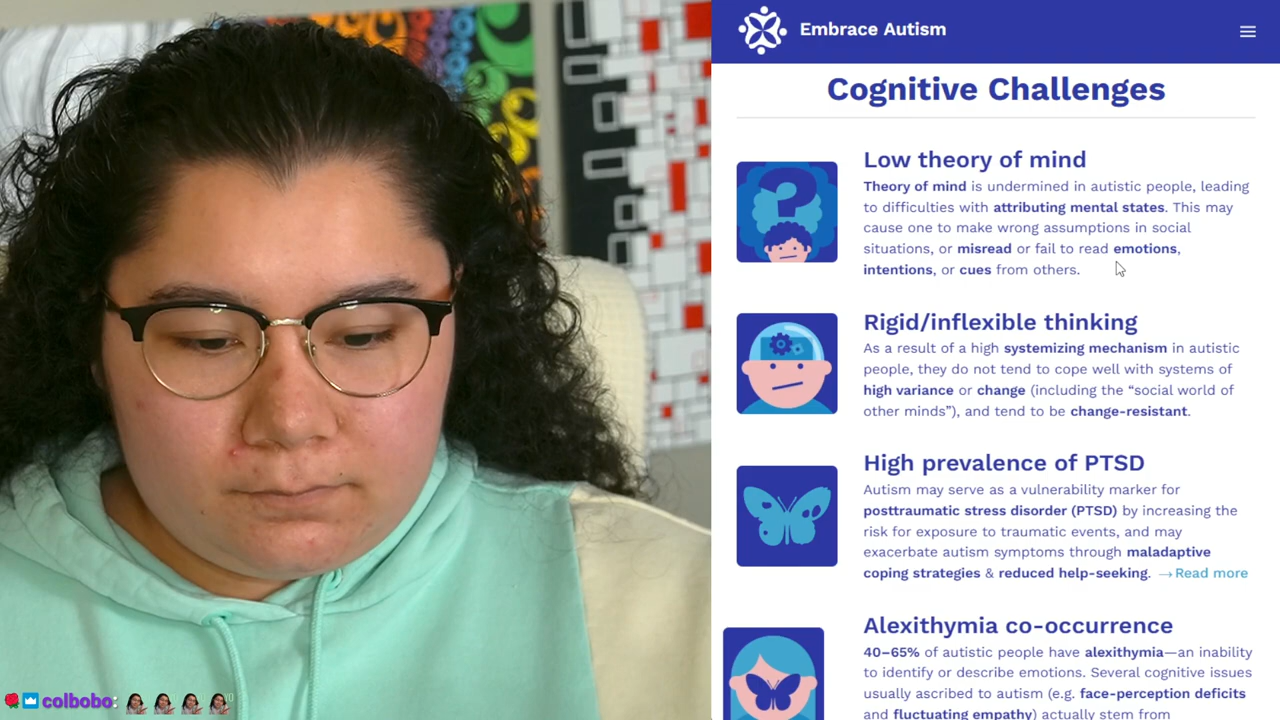 Embrace Autism
Cognitive Challenges
Low theory of mind
Theory of mind is undermined in autistic people, leading
to difficulties with attributing mental states. This may
cause one to make wrong assumptions in social
situations, or misread or fail to read emotions,
intentions, or cues from others.
Rigid/inflexible thinking
As a result of a high systemizing mechanism in autistic
people, they do not tend to cope well with systems of
high variance or change (including the “social world of
other minds”), and tend to be change-resistant.
High prevalence of PTSD
Autism may serve as a vulnerability marker for
posttraumatic stress disorder (PTSD) by increasing the
risk for exposure to traumatic events, and may
exacerbate autism symptoms through maladaptive
coping strategies & reduced help-seeking. →Read more
Alexithymia co-occurrence
40–65% of autistic people have alexithymia—an inability
to identify or describe emotions. Several cognitive issues
usually ascribed to autism (e.g. face-perception deficits
and fluctuating empathy) actually stem from
colbobo: